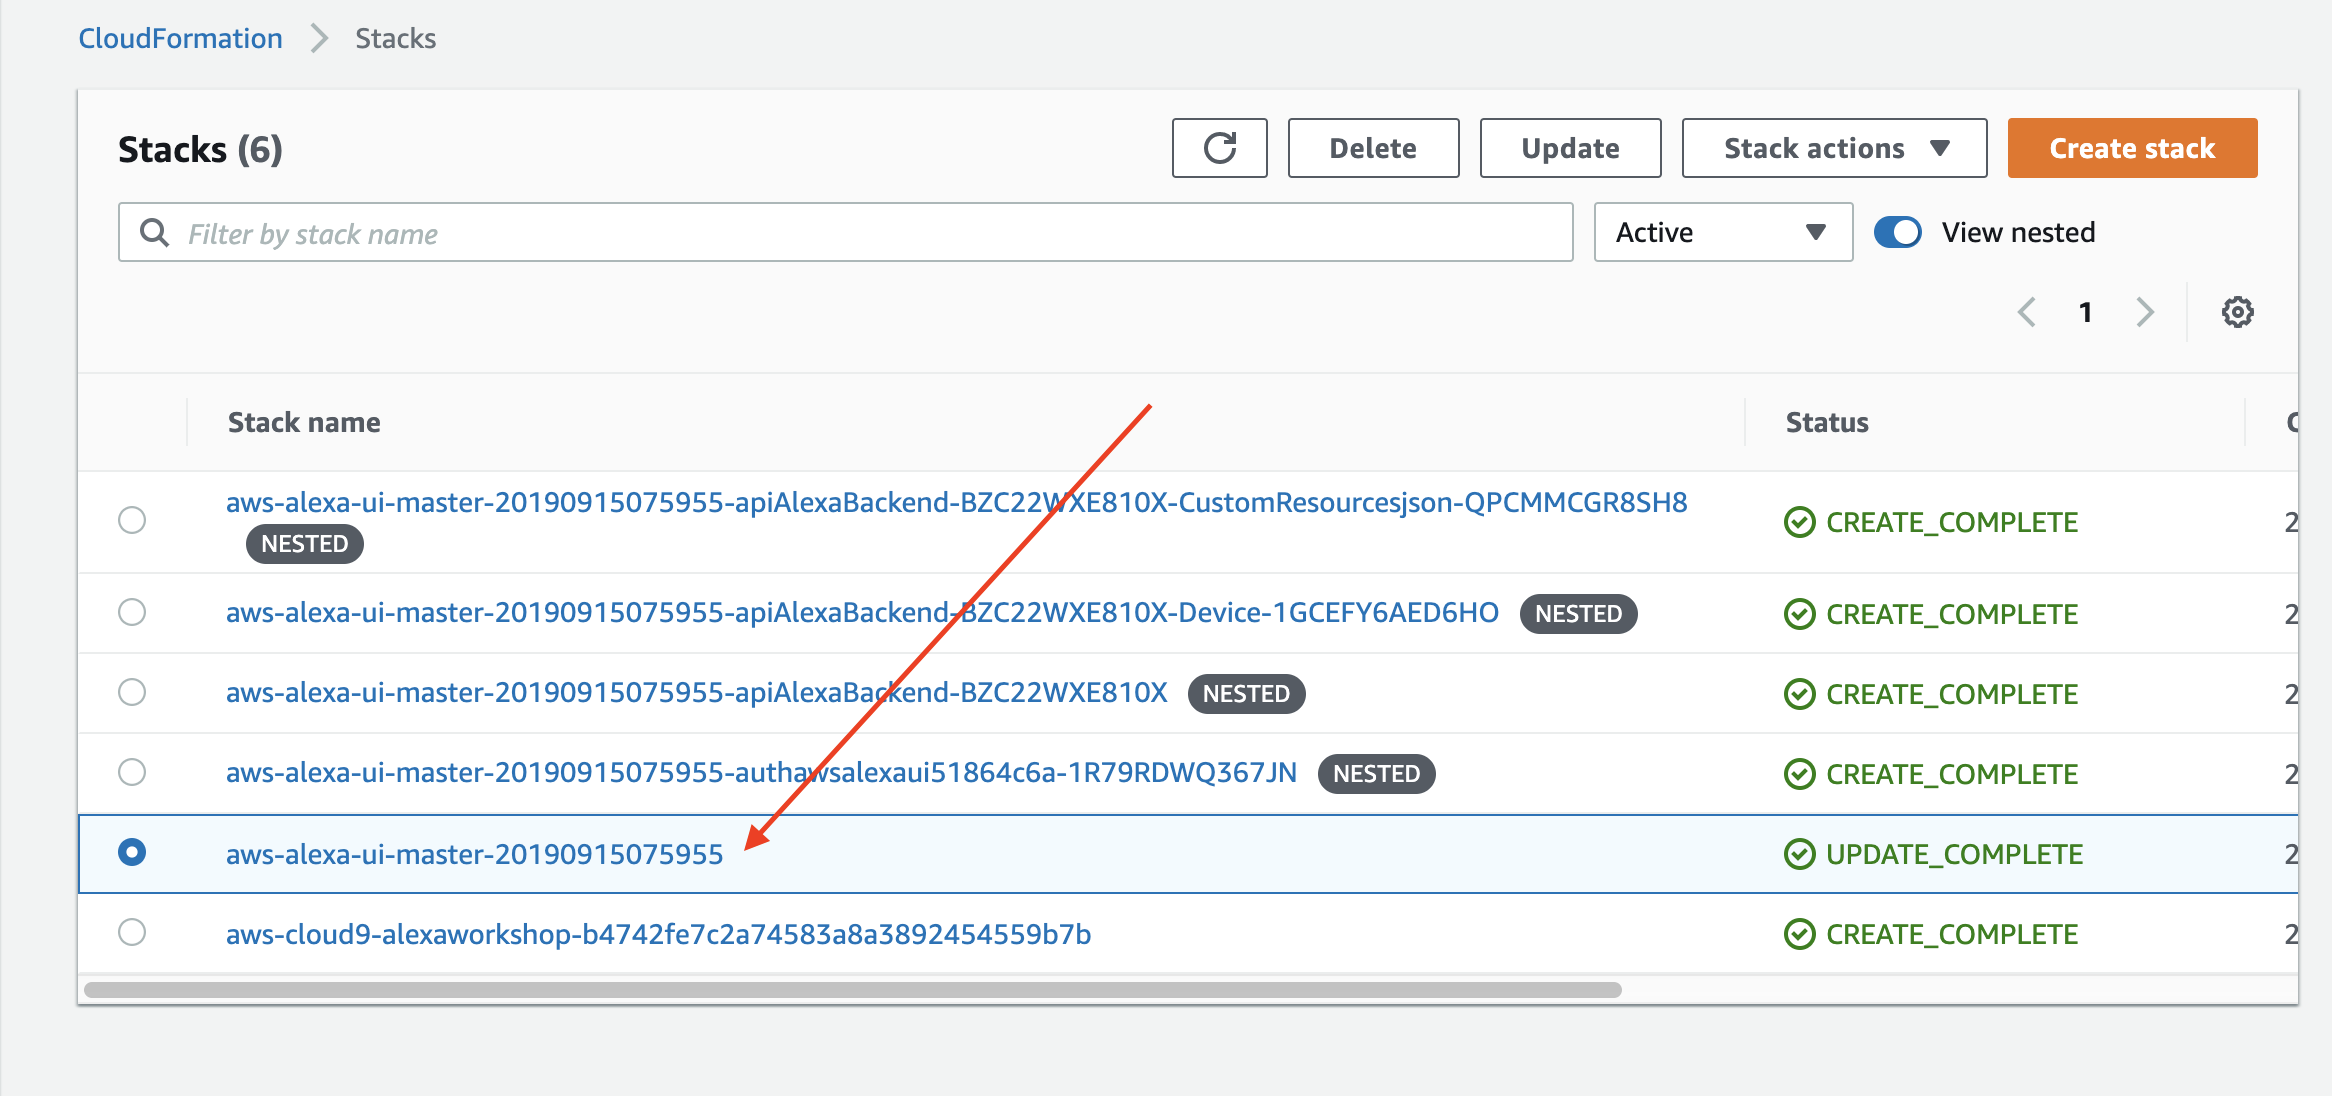 CloudFormation > Stacks
Stacks (6)
Delete
Update
Stack actions
Create stack
Filter by stack name
Active
View nested
1
Stack name
Status
aws-alexa-ui-master-20190915075955-apiAlexaBackend-BZC22WXE810X-CustomResourcesjson-QPCMMCGR8SH8
NESTED
CREATE_COMPLETE
2
aws-alexa-ui-master-20190915075955-apiAlexaBackend-BZC22WXE810X-Device-1GCEFY6AED6HO NESTED
CREATE_COMPLETE
2
aws-alexa-ui-master-20190915075955-apiAlexaBackend-BZC22WXE810X NESTED
CREATE_COMPLETE
2
aws-alexa-ui-master-20190915075955-authawsalexaui51864c6a-1R79RDWQ367JN NESTED
CREATE_COMPLETE
2
aws-alexa-ui-master-20190915075955
UPDATE_COMPLETE
2
aws-cloud9-alexaworkshop-b4742fe7c2a74583a8a3892454559b7b
CREATE_COMPLETE
2